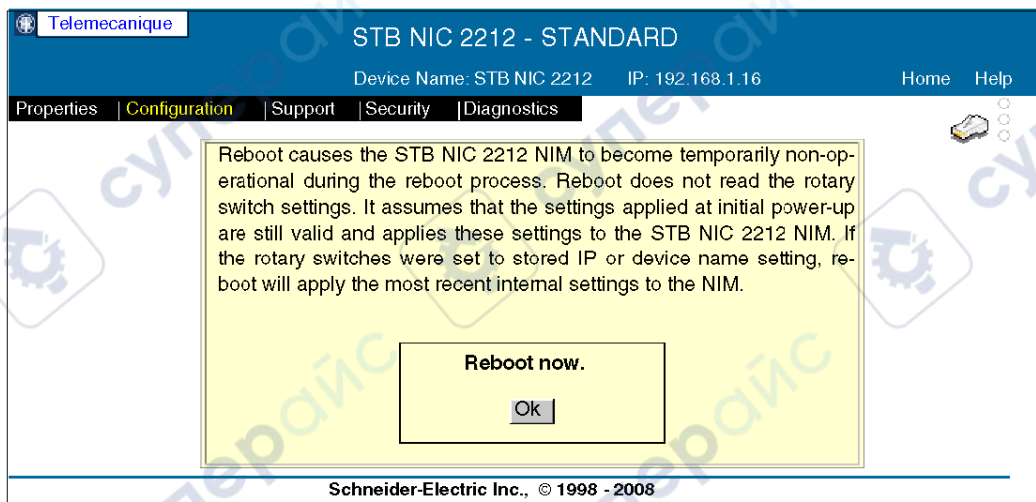 Telemecanique
STB NIC 2212 - STANDARD
Device Name: STB NIC 2212 IP: 192.168.1.16 Home Help
Properties |Configuration |Support |Security |Diagnostics
Reboot causes the STB NIC 2212 NIM to become temporarily non-op-
erational during the reboot process. Reboot does not read the rotary
switch settings. It assumes that the settings applied at initial power-up
are still valid and applies these settings to the STB NIC 2212 NIM. If
the rotary switches were set to stored IP or device name setting, re-
boot will apply the most recent internal settings to the NIM.
Reboot now.
Ok
Schneider-Electric Inc., © 1998 - 2008
суперайс